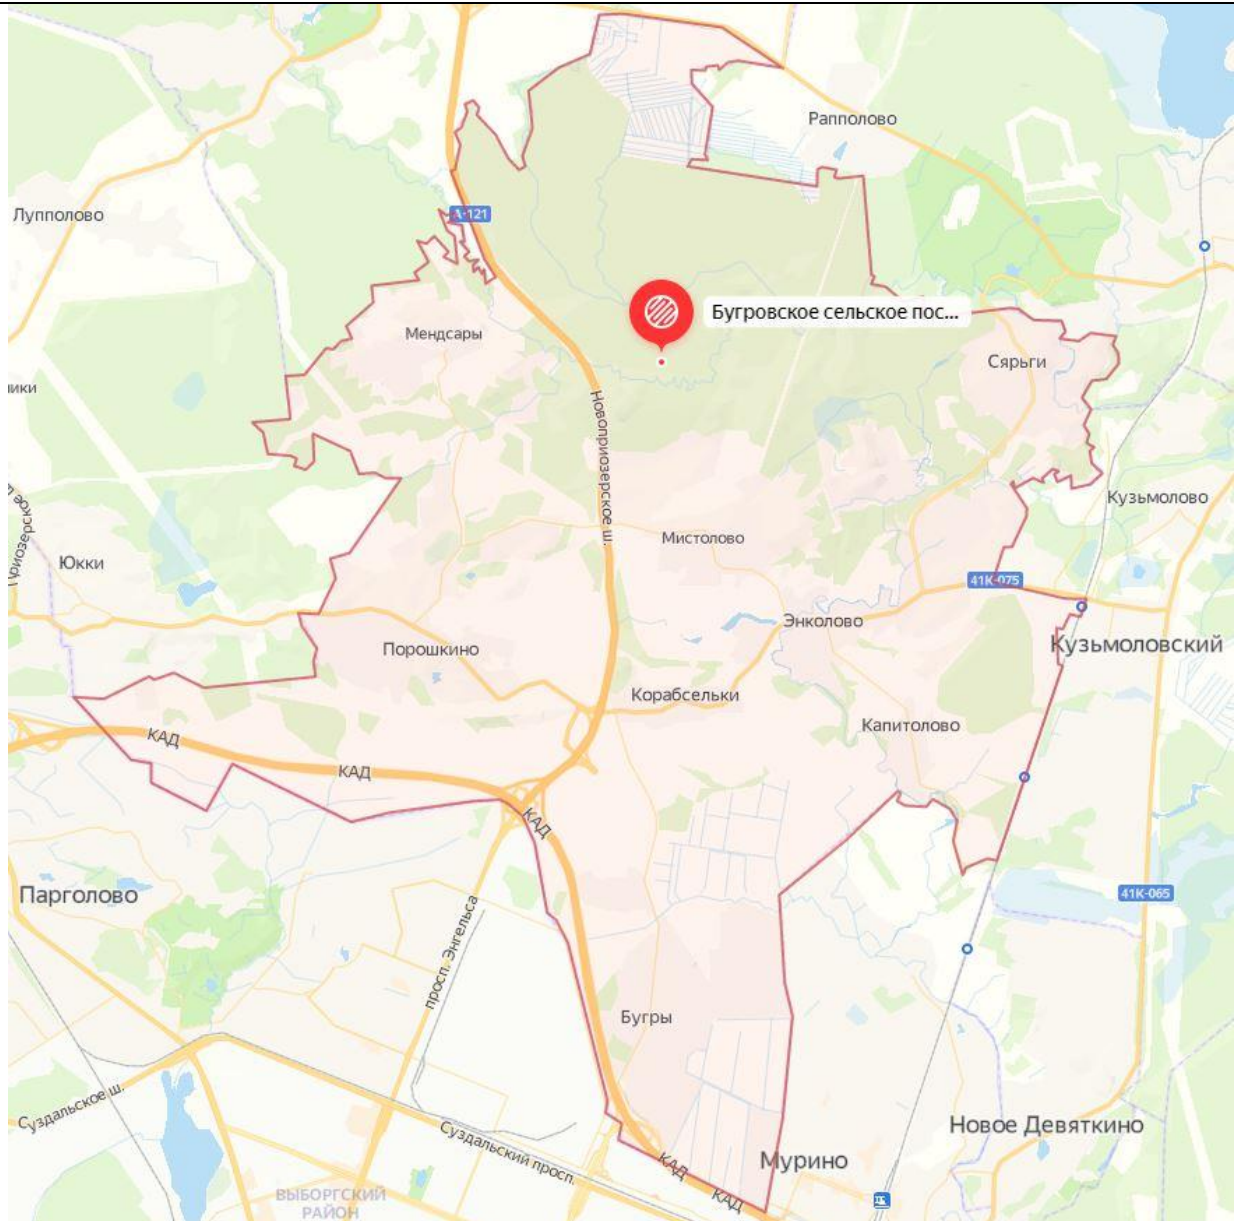 Рапполово
Лупполово
А-121
Бугровское сельское пос...
Мендсары
Сярьги
Новоприозерское ш.
Кузьмолово
Мистолово
Юкки
41К-075
Энколово
Порошкино
Кузьмоловский
Корабсельки
Капитолово
КАД
КАД
КАД
Парголово
41К-065
просп. Энгельса
Бугры
Суздальское ш.
Суздальский просп.
Новое Девяткино
Мурино
КАД
КАД
ВЫБОРГСКИЙ
РАЙОН